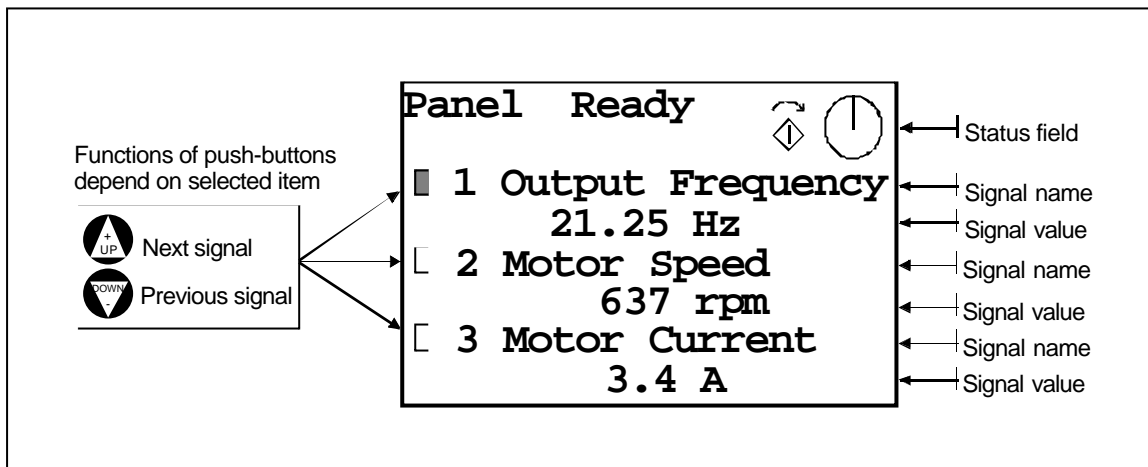 Panel Ready
Status field
Functions of push-buttons
depend on selected item
1 Output Frequency
Signal name
21.25 Hz
Signal value
+
UP
Next signal
2 Motor Speed
Signal name
DOWN
-
Previous signal
637 rpm
Signal value
3 Motor Current
Signal name
3.4 A
Signal value